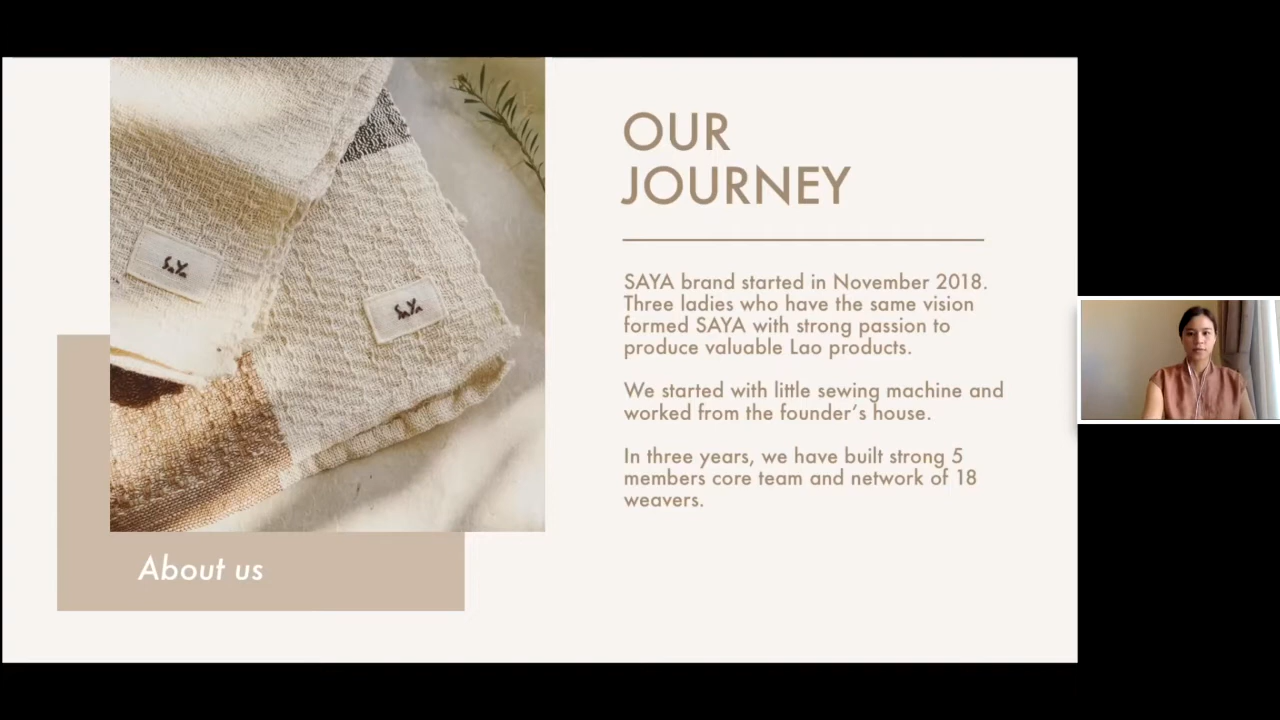 SaYa
SaYa
About us
OUR
JOURNEY
SAYA brand started in November 2018.
Three ladies who have the same vision
formed SAYA with strong passion to
produce valuable Lao products.
We started with little sewing machine and
worked from the founder's house.
In three years, we have built strong 5
members core team and network of 18
weavers.